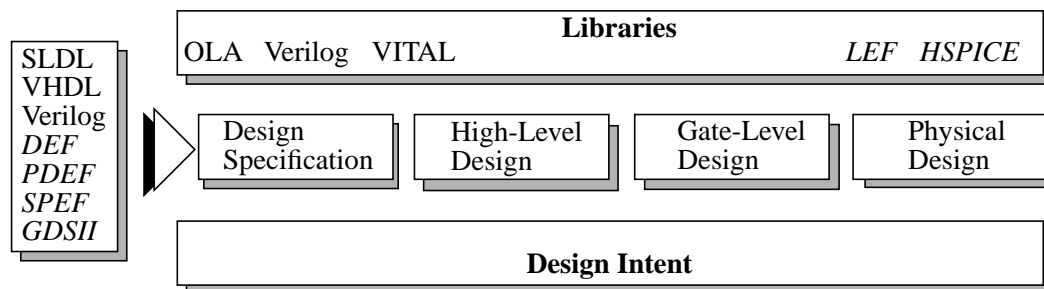 Libraries
OLA Verilog VITAL LEF HSPICE
SLDL
VHDL
Verilog
DEF
PDEF
SPEF
GDSII
Design
Specification
High-Level
Design
Gate-Level
Design
Physical
Design
Design Intent